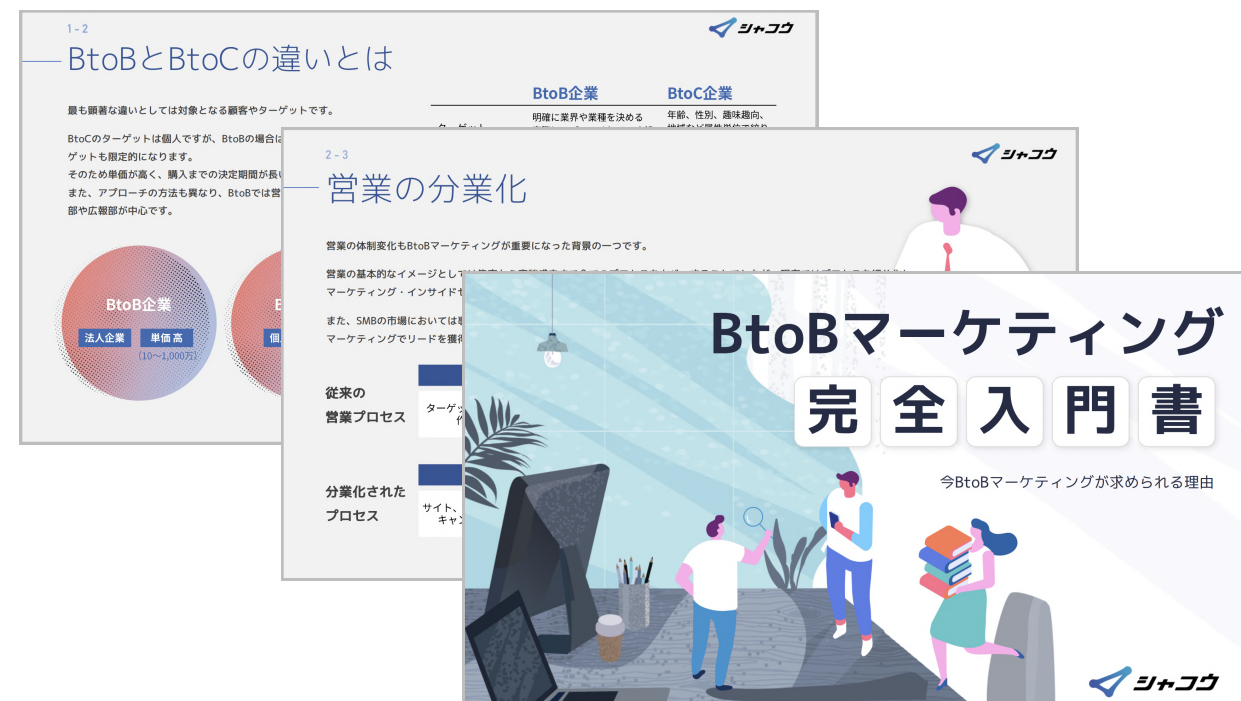 1-2
シャコウ
BtoBとBtoCの違いとは
最も顕著な違いとしては対象となる顧客やターゲットです。
BtoCのターゲットは個人ですが、BtoBの場合は
ゲットも限定的になります。
そのため単価が高く、購入までの決定期間が長い
また、アプローチの方法も異なり、BtoBでは営
部や広報部が中心です。
BtoB企業
BtoC企業
ターゲット
明確に業界や業種を決める
年齢、性別、趣味趣向、
BtoB企業
法人企業
単価 高
(10〜1,000万)
個
2-3
シャコウ
営業の分業化
営業の体制変化もBtoBマーケティングが重要になった背景の一つです。
営業の基本的なイメージとして
マーケティング・インサイドセ
また、SMBの市場においては
マーケティングでリードを獲得
従来の
営業プロセス
ターゲッ
分業化された
プロセス
サイト、
キャン
BtoBマーケティング
完全入門書
今BtoBマーケティングが求められる理由
シャコウ